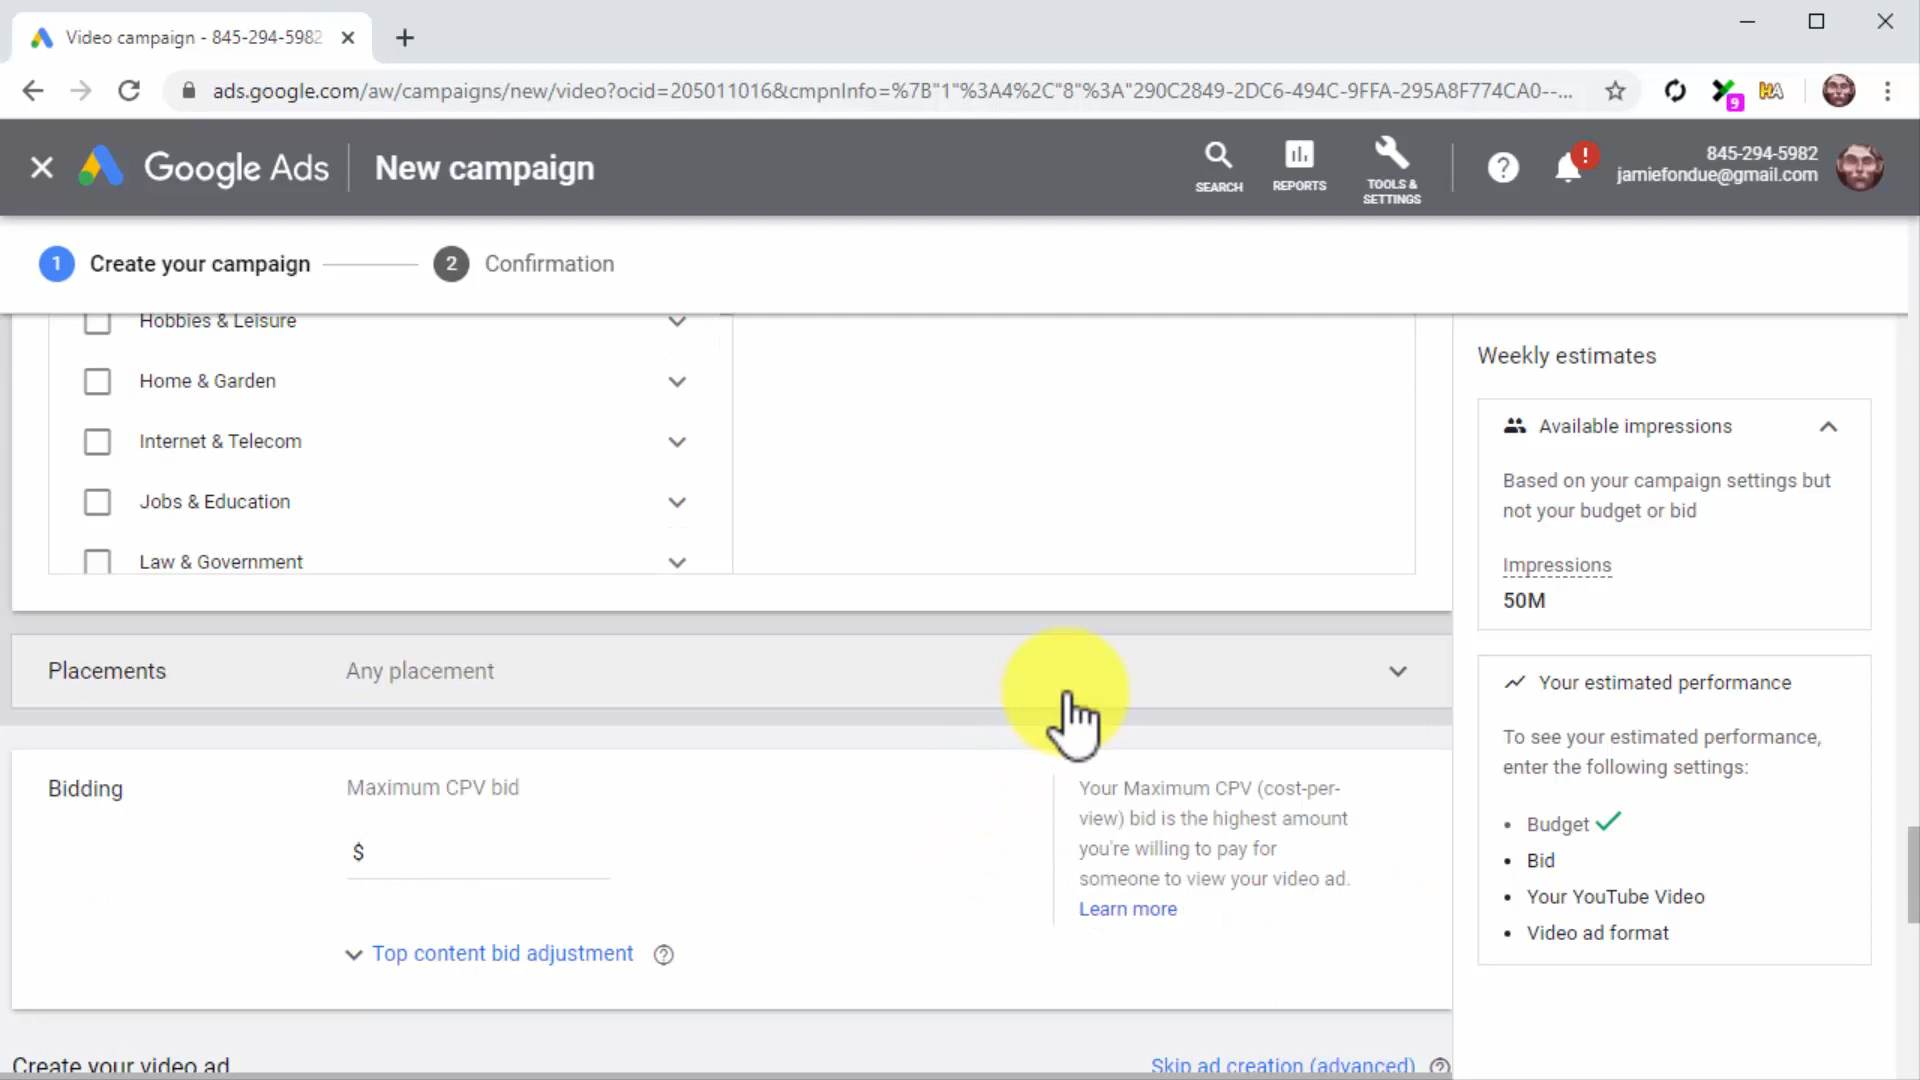 Video campaign - 845-294-5982
ads.google.com/aw/campaigns/new/video?ocid=205011016&cmpnInfo=%7B"1"%3A4%2C"8"%3A"290C2849-2DC6-494C-9FFA-295A8F774CA0--...
9
HA
Google Ads
New campaign
SEARCH
REPORTS
TOOLS &
SETTINGS
?
!
845-294-5982
jamiefondue@gmail.com
1 Create your campaign
2 Confirmation
Hobbies & Leisure
Home & Garden
Internet & Telecom
Jobs & Education
Law & Government
Placements
Any placement
Bidding
Maximum CPV bid
$
Your Maximum CPV (cost-per-
view) bid is the highest amount
you're willing to pay for
someone to view your video ad.
Learn more
Top content bid adjustment ?
Create your video ad
Skip ad creation (advanced) ?
Weekly estimates
Available impressions
Based on your campaign settings but
not your budget or bid
Impressions
50M
Your estimated performance
To see your estimated performance,
enter the following settings:
• Budget
• Bid
• Your YouTube Video
• Video ad format